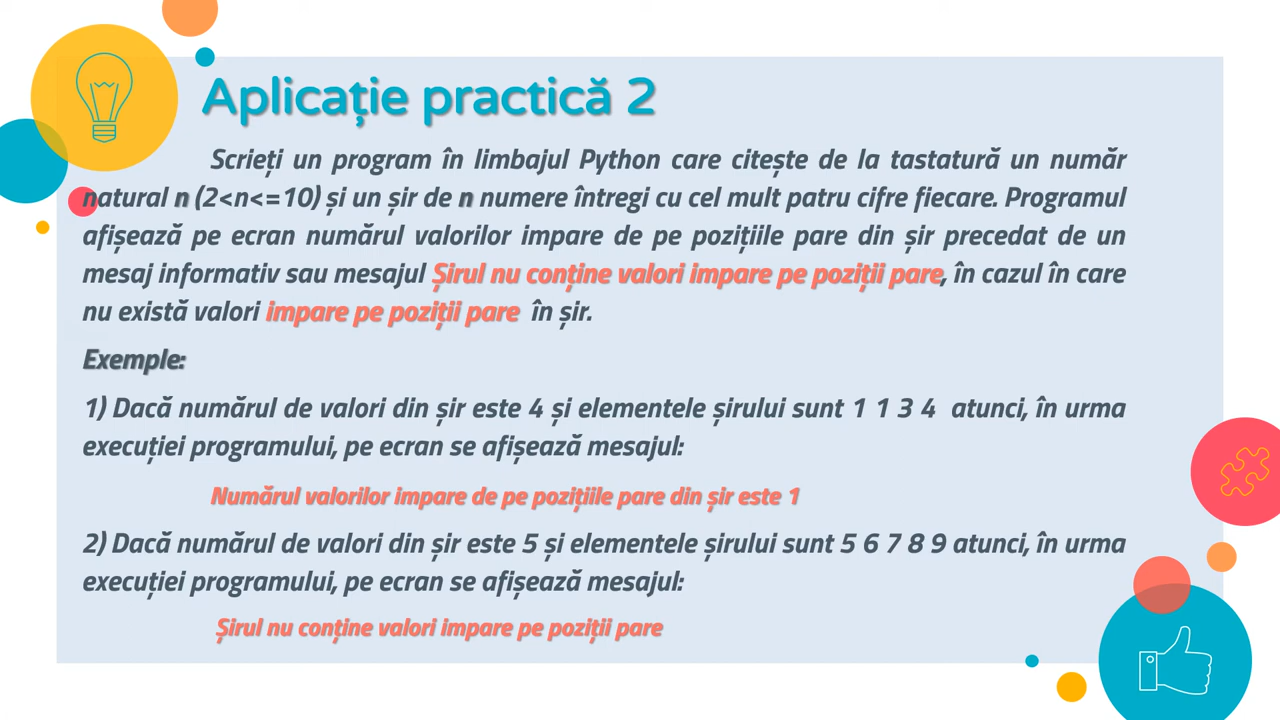 Aplicație practică 2
Scrieți un program în limbajul Python care citește de la tastatură un număr
natural n (2<n<=10) și un șir de n numere întregi cu cel mult patru cifre fiecare. Programul
afișează pe ecran numărul valorilor impare de pe pozițiile pare din șir precedat de un
mesaj informativ sau mesajul Șirul nu conține valori impare pe poziții pare, în cazul în care
nu există valori impare pe poziții pare în șir.
Exemple:
1) Dacă numărul de valori din șir este 4 și elementele șirului sunt 1 1 3 4 atunci, în urma
execuției programului, pe ecran se afișează mesajul:
Numărul valorilor impare de pe pozițiile pare din șir este 1
2) Dacă numărul de valori din șir este 5 și elementele șirului sunt 5 6 7 8 9 atunci, în urma
execuției programului, pe ecran se afișează mesajul:
Șirul nu conține valori impare pe poziții pare